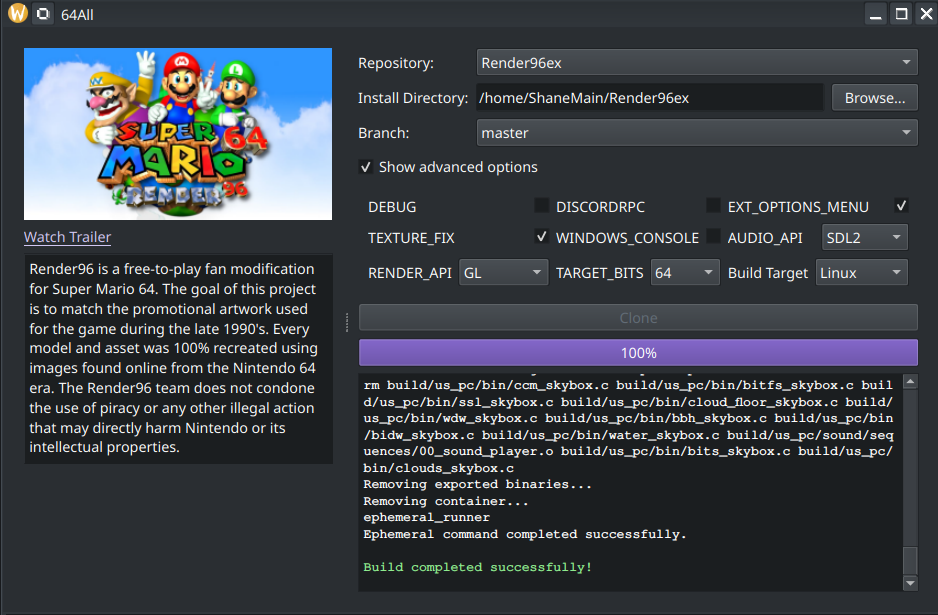 64All
SUPER
64
MARIO
RENDER 96
Watch Trailer
Render96 is a free-to-play fan modification
for Super Mario 64. The goal of this project
is to match the promotional artwork used
for the game during the late 1990's. Every
model and asset was 100% recreated using
images found online from the Nintendo 64
era. The Render96 team does not condone
the use of piracy or any other illegal action
that may directly harm Nintendo or its
intellectual properties.
Repository: Render96ex
Install Directory: /home/ShaneMain/Render96ex Browse...
Branch: master
Show advanced options
DEBUG DISCORDRPC EXT_OPTIONS_MENU
TEXTURE_FIX WINDOWS_CONSOLE AUDIO_API SDL2
RENDER_API GL TARGET_BITS 64 Build Target Linux
Clone
100%
rm build/us_pc/bin/ccm_skybox.c build/us_pc/bin/bitfs_skybox.c buil
d/us_pc/bin/ssl_skybox.c build/us_pc/bin/cloud_floor_skybox.c build/
us_pc/bin/wdw_skybox.c build/us_pc/bin/bbh_skybox.c build/us_pc/bin
/bidw_skybox.c build/us_pc/bin/water_skybox.c build/us_pc/sound/seq
uences/00_sound_player.o build/us_pc/bin/bits_skybox.c build/us_pc/
bin/clouds_skybox.c
Removing exported binaries...
Removing container...
ephemeral_runner
Ephemeral command completed successfully.
Build completed successfully!